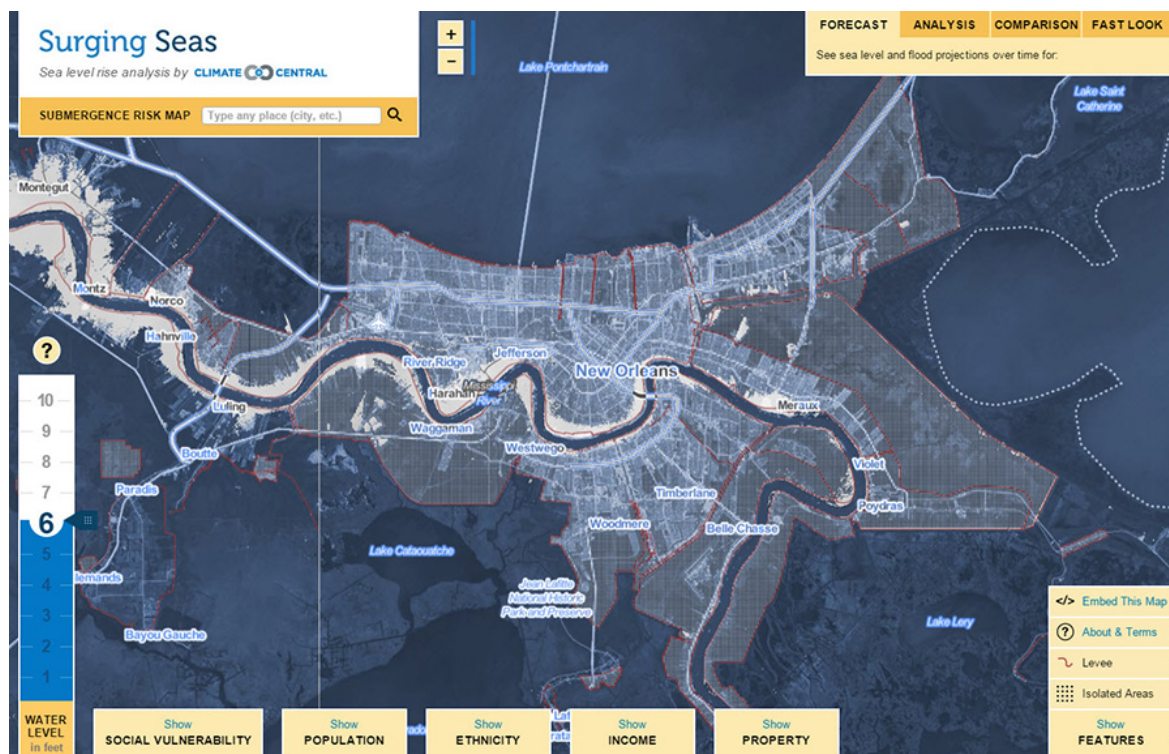 Surging Seas
Sea level rise analysis by CLIMATE CENTRAL
SUBMERGENCE RISK MAP
Type any place (city, etc.)
+
−
FORECAST
ANALYSIS
COMPARISON
FAST LOOK
See sea level and flood projections over time for:
Lake Pontchartrain
Lake Saint
Catherine
Montegut
Montz
Norco
Hahnville
River Ridge
Jefferson
New Orleans
Mississippi
River
Harahan
Luling
Waggaman
Meraux
Boutte
Westwego
Violet
Paradis
Timberlane
Poydras
Woodmere
Belle Chasse
Lake Cataouatche
lemands
Jean Lafitte
National Historic
Park and Preserve
Bayou Gauche
Lake Lery
?
10
9
8
7
6
5
4
3
2
1
WATER
LEVEL
in feet
Show
SOCIAL VULNERABILITY
Show
POPULATION
Show
ETHNICITY
Show
INCOME
Show
PROPERTY
</> Embed This Map
? About & Terms
Levee
Isolated Areas
Show
FEATURES